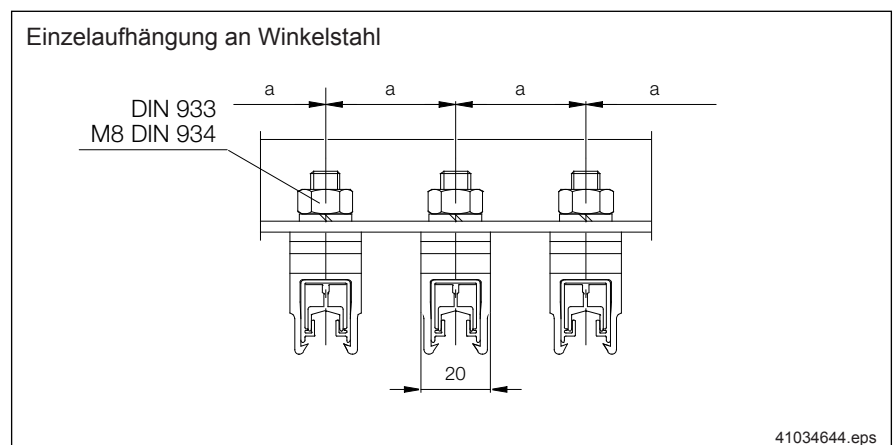 Einzelaufhängung an Winkelstahl
a a a a
DIN 933
M8 DIN 934
20
41034644.eps